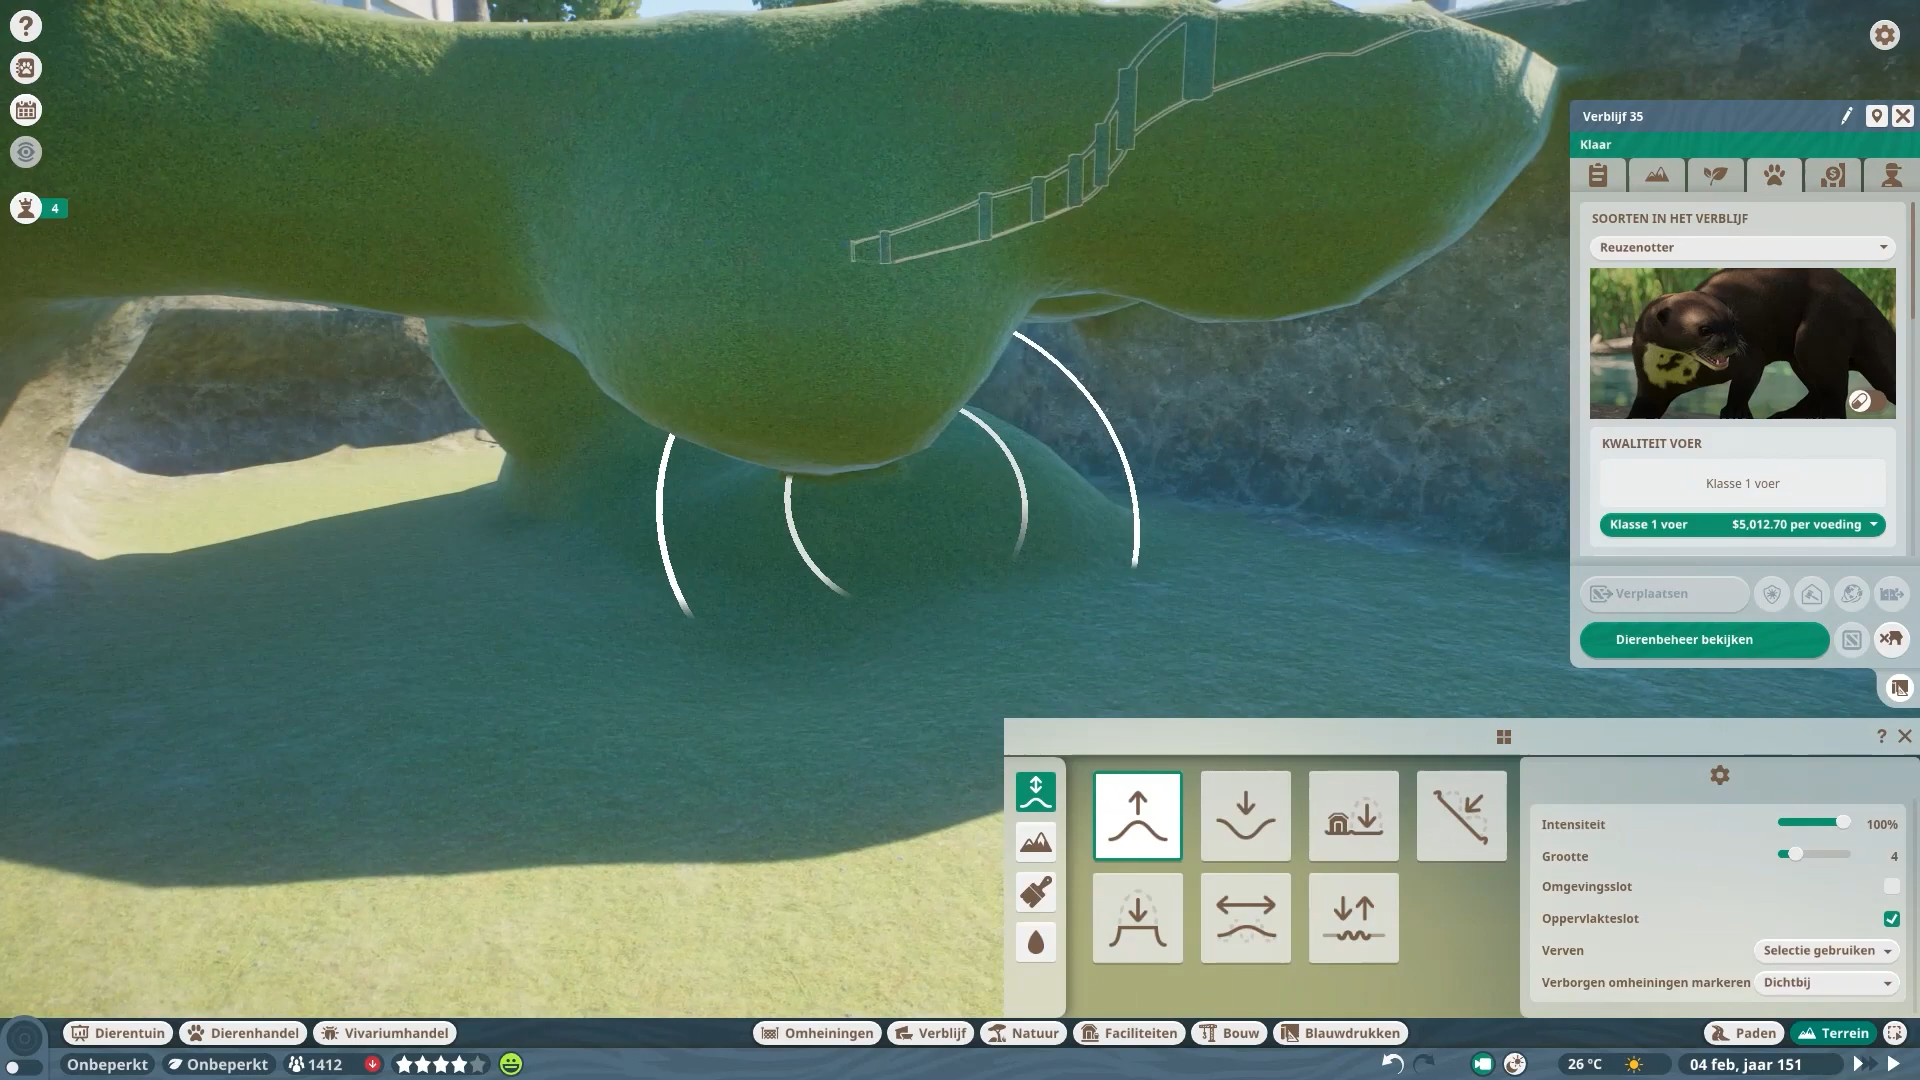 ?
4
Verblijf 35
Klaar
SOORTEN IN HET VERBLIJF
Reuzenotter
KWALITEIT VOER
Klasse 1 voer
Klasse 1 voer $5,012.70 per voeding
Verplaatsen
Dierenbeheer bekijken
?
Intensiteit 100%
Grootte 4
Omgevingsslot
Oppervlakteslot
Verven Selectie gebruiken
Verborgen omheiningen markeren Dichtbij
Dierentuin Dierenhandel Vivariumhandel Omheiningen Verblijf Natuur Faciliteiten Bouw Blauwdrukken Paden Terrein
Onbeperkt Onbeperkt 1412 26 °C 04 feb, jaar 151